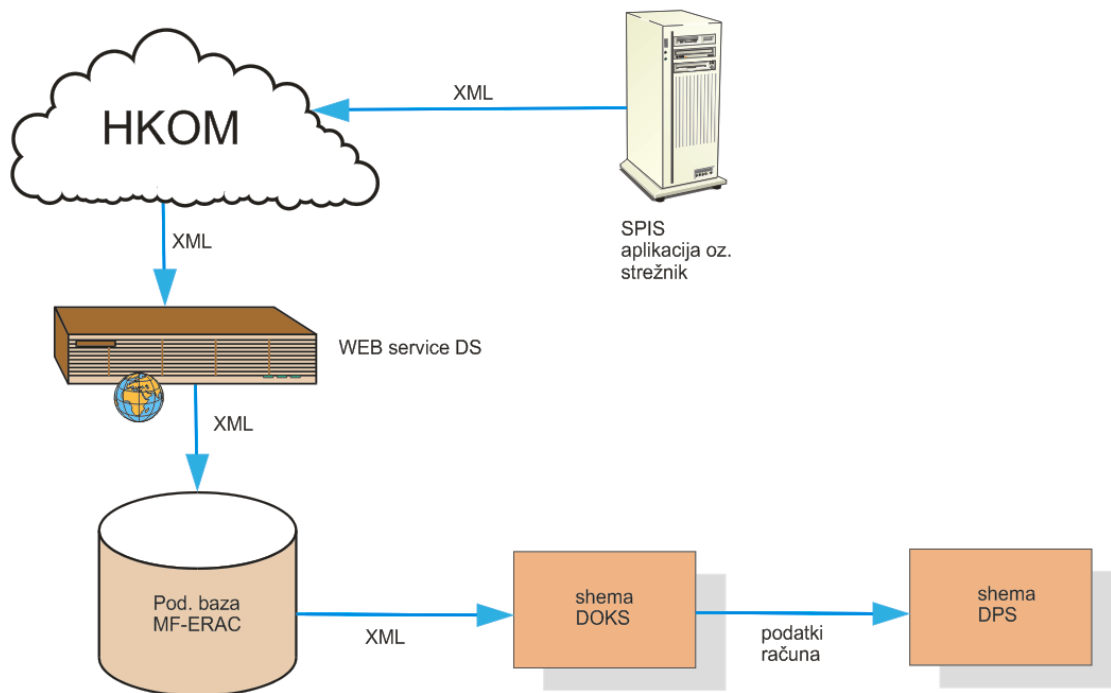 XML
HKOM
SPIS
aplikacija oz.
strežnik
XML
WEB service DS
XML
Pod. baza
MF-ERAC
XML
shema
DOKS
podatki
računa
shema
DPS